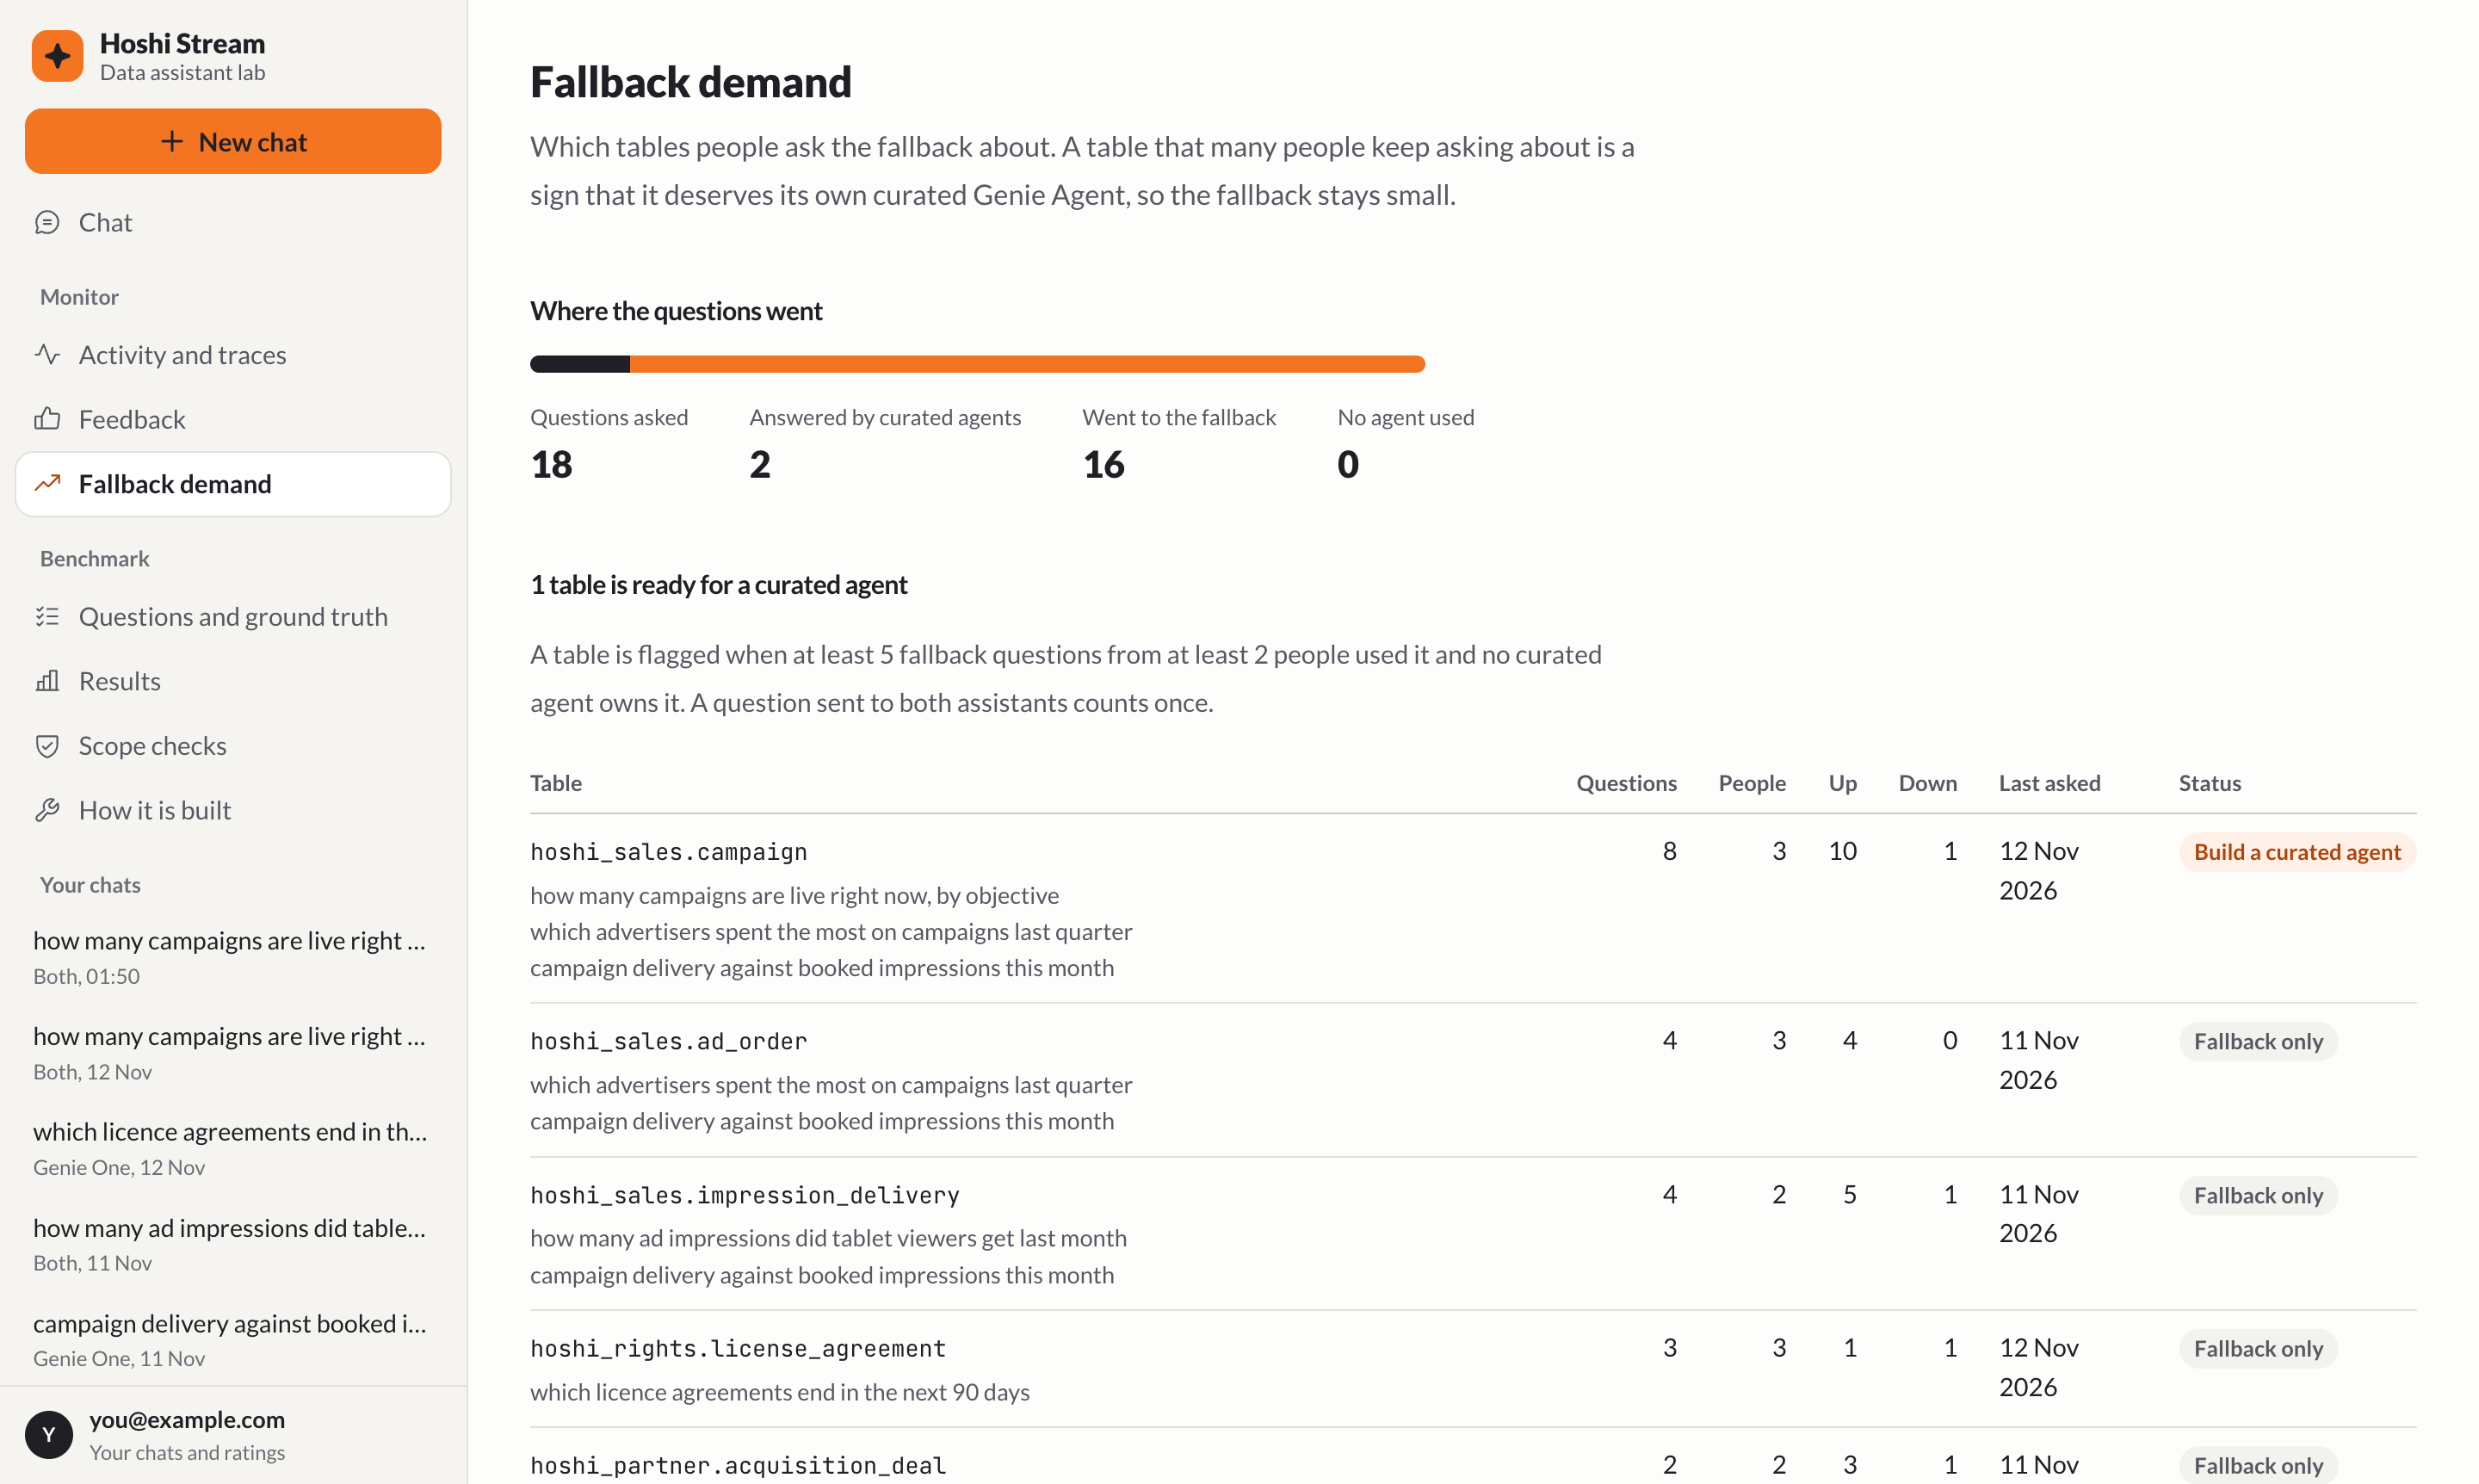 Hoshi Stream
Data assistant lab
New chat
Chat
Monitor
Activity and traces
Feedback
Fallback demand
Benchmark
Questions and ground truth
Results
Scope checks
How it is built
Your chats
how many campaigns are live right ...
Both, 01:50
how many campaigns are live right ...
Both, 12 Nov
which licence agreements end in th...
Genie One, 12 Nov
how many ad impressions did table...
Both, 11 Nov
campaign delivery against booked i...
Genie One, 11 Nov
Y
you@example.com
Your chats and ratings
Fallback demand
Which tables people ask the fallback about. A table that many people keep asking about is a
sign that it deserves its own curated Genie Agent, so the fallback stays small.
Where the questions went
Questions asked Answered by curated agents Went to the fallback No agent used
18 2 16 0
1 table is ready for a curated agent
A table is flagged when at least 5 fallback questions from at least 2 people used it and no curated
agent owns it. A question sent to both assistants counts once.
Table Questions People Up Down Last asked Status
hoshi_sales.campaign 8 3 10 1 12 Nov 2026 Build a curated agent
how many campaigns are live right now, by objective
which advertisers spent the most on campaigns last quarter
campaign delivery against booked impressions this month
hoshi_sales.ad_order 4 3 4 0 11 Nov 2026 Fallback only
which advertisers spent the most on campaigns last quarter
campaign delivery against booked impressions this month
hoshi_sales.impression_delivery 4 2 5 1 11 Nov 2026 Fallback only
how many ad impressions did tablet viewers get last month
campaign delivery against booked impressions this month
hoshi_rights.license_agreement 3 3 1 1 12 Nov 2026 Fallback only
which licence agreements end in the next 90 days
hoshi_partner.acquisition_deal 2 2 3 1 11 Nov Fallback only